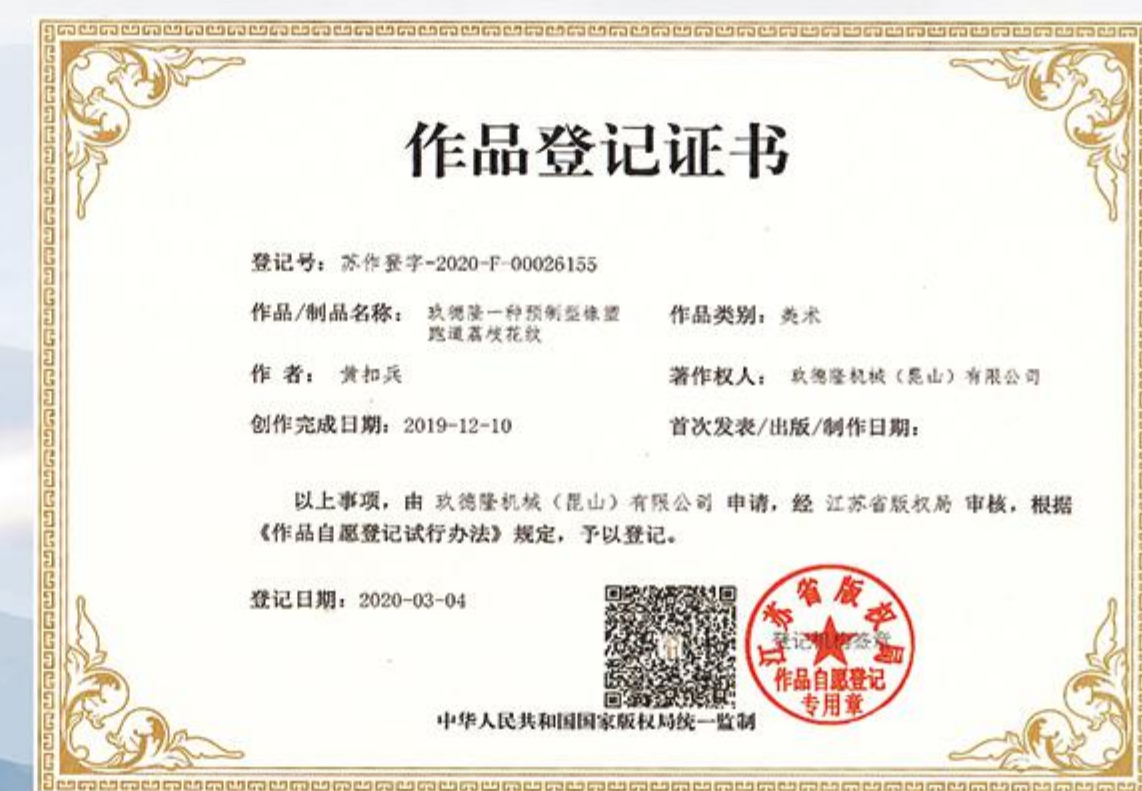 作品登记证书
登记号：苏作登字-2020-F-00026155
作品/制品名称：玖德隆一种预制型橡塑
跑道荔枝花纹
作品类别：美术
作 者：黄扣兵
著作权人：玖德隆机械（昆山）有限公司
创作完成日期：2019-12-10
首次发表/出版/制作日期：
以上事项，由 玖德隆机械（昆山）有限公司 申请，经 江苏省版权局 审核，根据
《作品自愿登记试行办法》规定，予以登记。
登记日期：2020-03-04
江苏省版权局
登记机构签章
作品自愿登记
专用章
中华人民共和国国家版权局统一监制